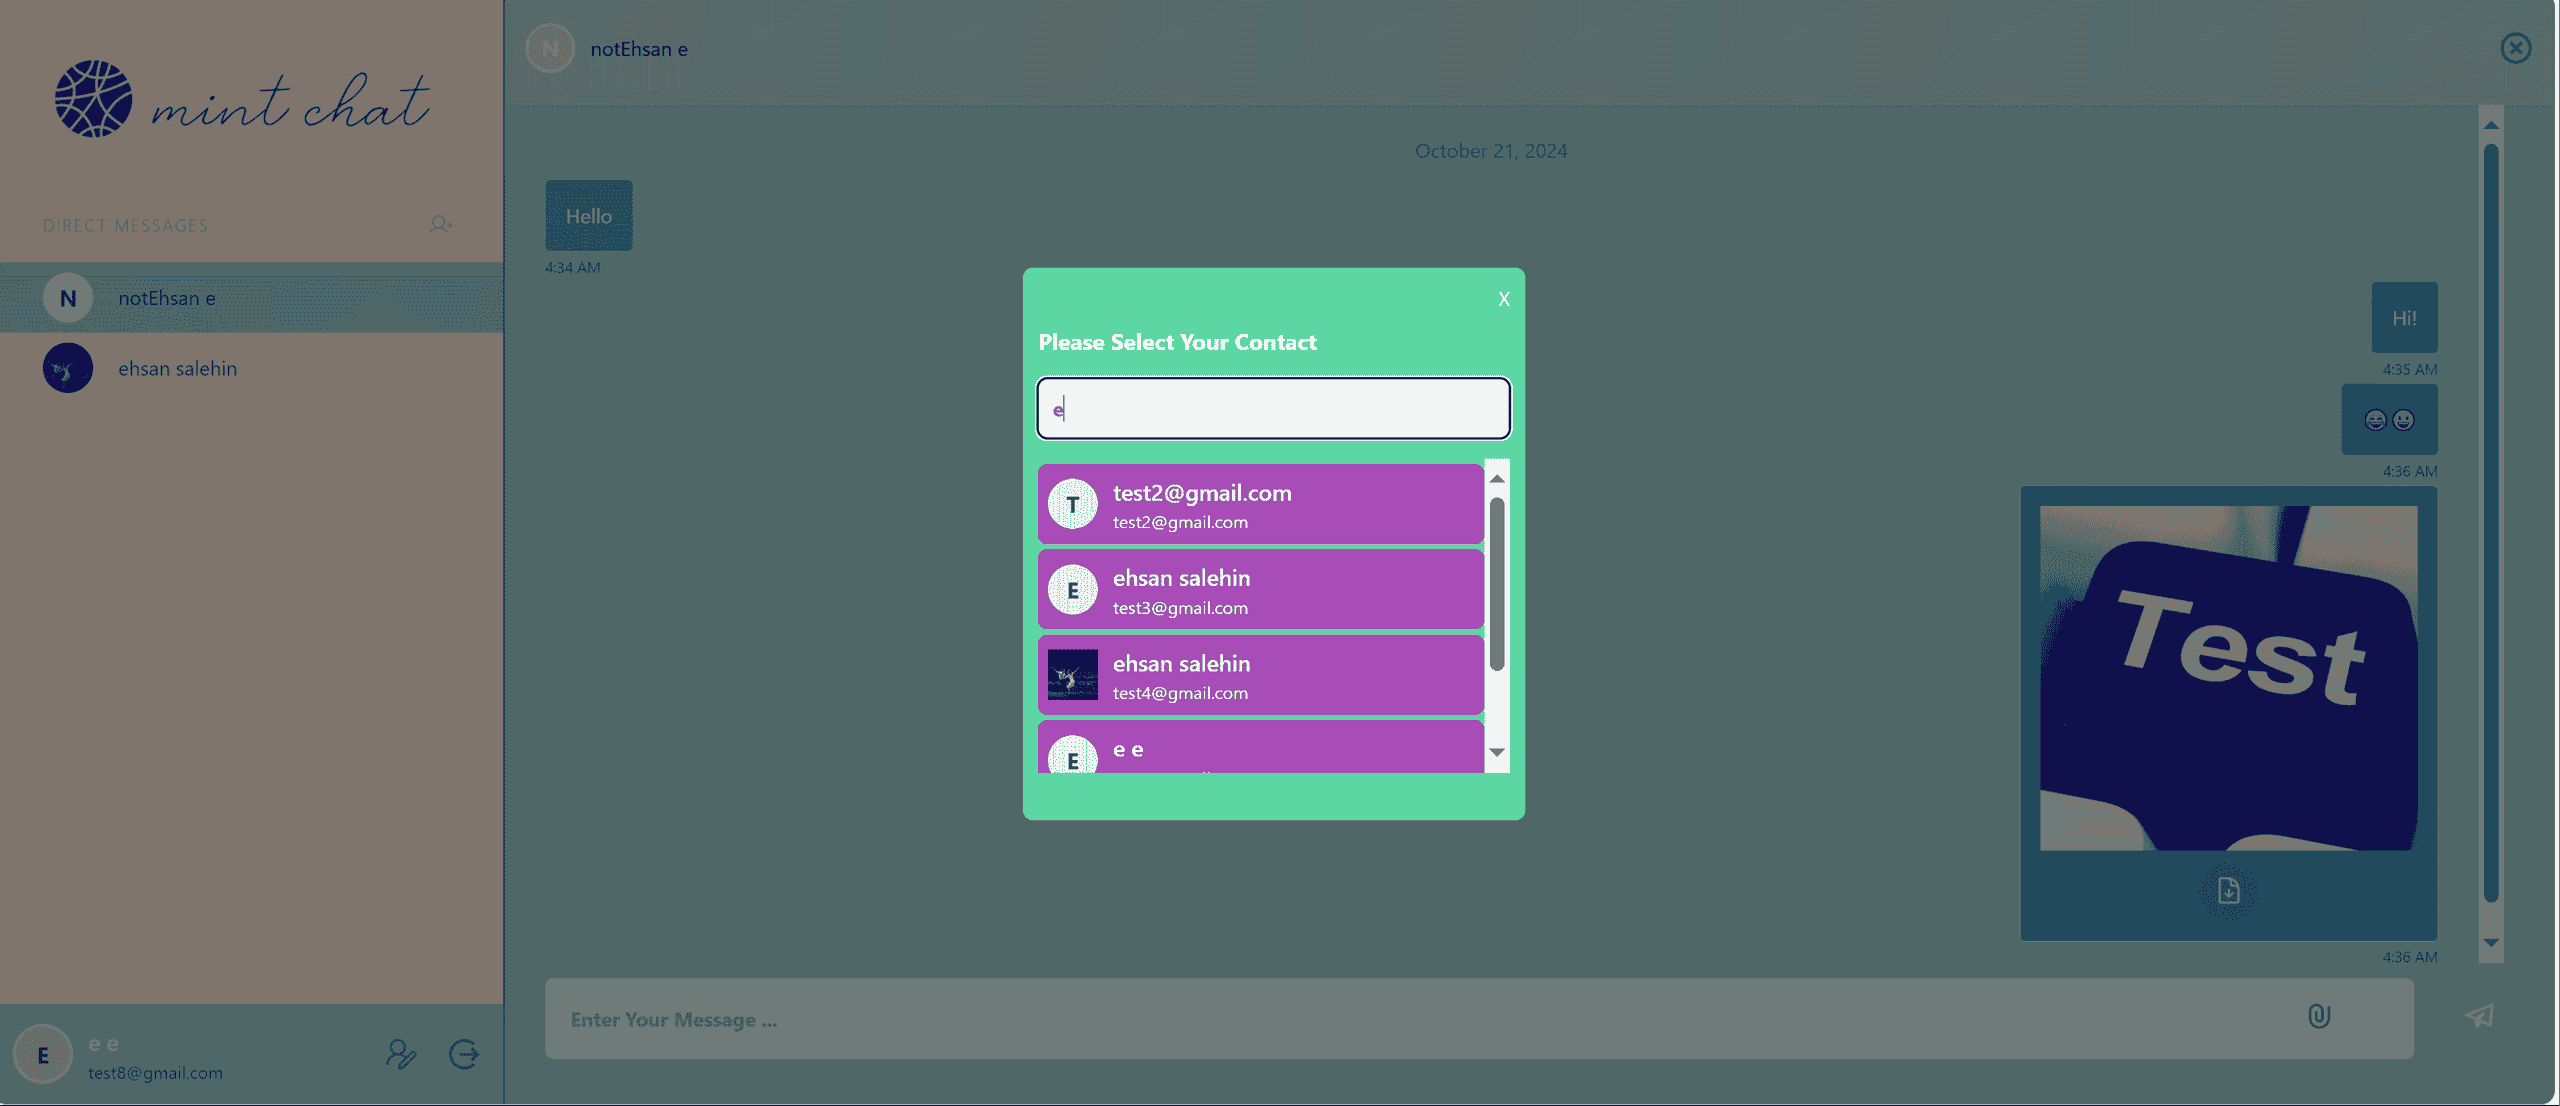 mint chat
DIRECT MESSAGES
N
notEhsan e
ehsan salehin
E
e e
test8@gmail.com
N
notEhsan e
October 21, 2024
Hello
4:34 AM
Hi!
4:35 AM
4:36 AM
Test
4:36 AM
Enter Your Message ...
X
Please Select Your Contact
e
T
test2@gmail.com
test2@gmail.com
E
ehsan salehin
test3@gmail.com
ehsan salehin
test4@gmail.com
E
e e